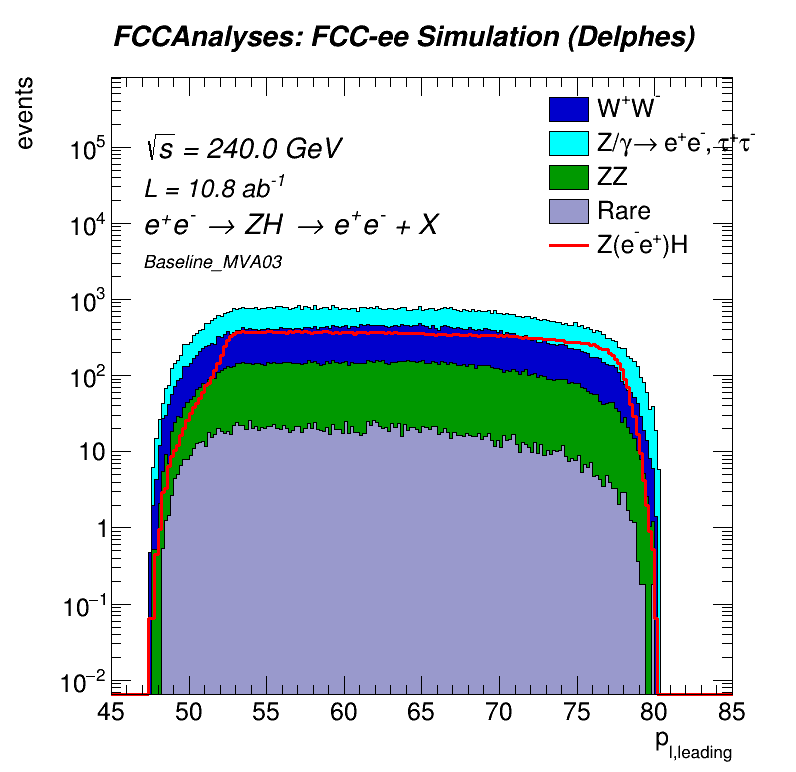 FCCAnalyses: FCC-ee Simulation (Delphes)
events
√s = 240.0 GeV
L = 10.8 ab⁻¹
e⁺e⁻ → ZH → e⁺e⁻ + X
Baseline_MVA03
W⁺W⁻
Z/γ→ e⁺e⁻, τ⁺τ⁻
ZZ
Rare
Z(e⁻e⁺)H
10⁵
10⁴
10³
10²
10
1
10⁻¹
10⁻²
45 50 55 60 65 70 75 80 85
p_l,leading